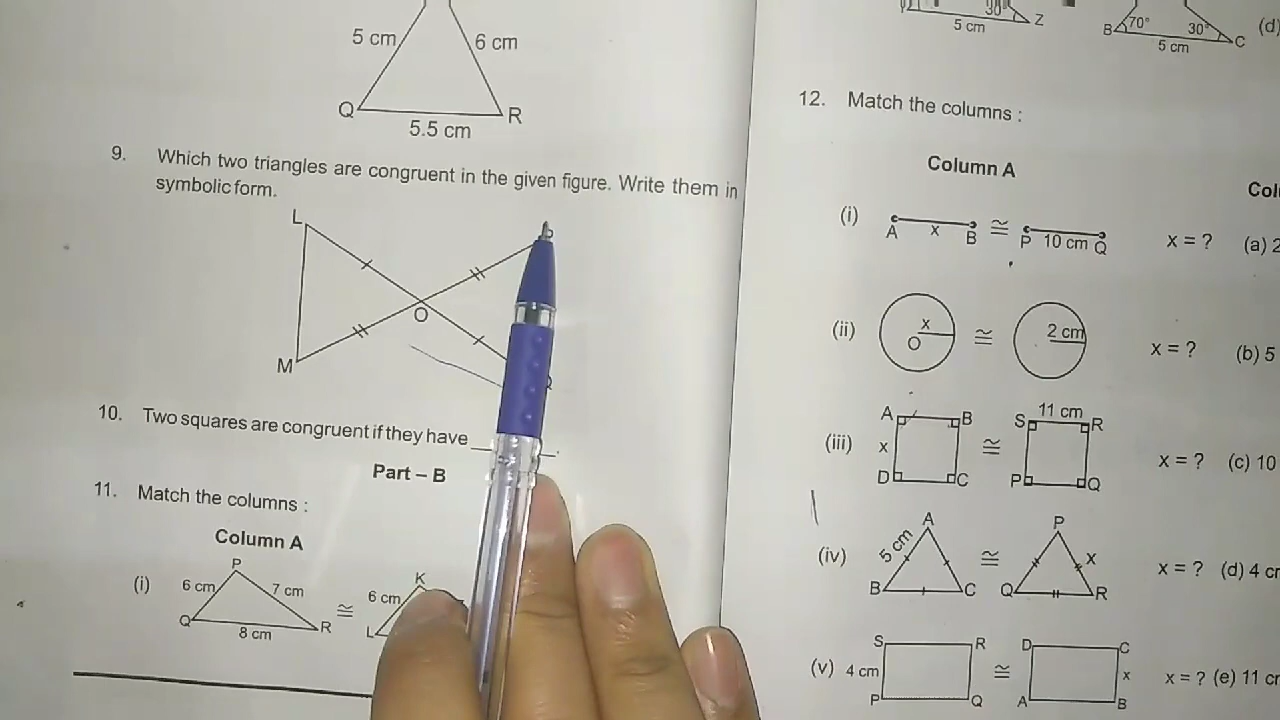 5 cm
6 cm
Q
R
5.5 cm
9. Which two triangles are congruent in the given figure. Write them in
symbolic form.
L
O
M
10. Two squares are congruent if they have
Part – B
11. Match the columns :
Column A
(i)
P
6 cm
7 cm
Q
8 cm
R
≅
K
6 cm
L
30°
Z
5 cm
B
70°
30°
C
5 cm
(d)
12. Match the columns :
Column A
(i) A x B ≅ P 10 cm Q x = ? (a) 2
(ii) O x ≅ 2 cm x = ? (b) 5
(iii) A B x D C ≅ S 11 cm R P Q x = ? (c) 10
(iv) A 5 cm B C ≅ P x Q R x = ? (d) 4
(v) S R 4 cm P Q ≅ D C x A B x = ? (e) 11